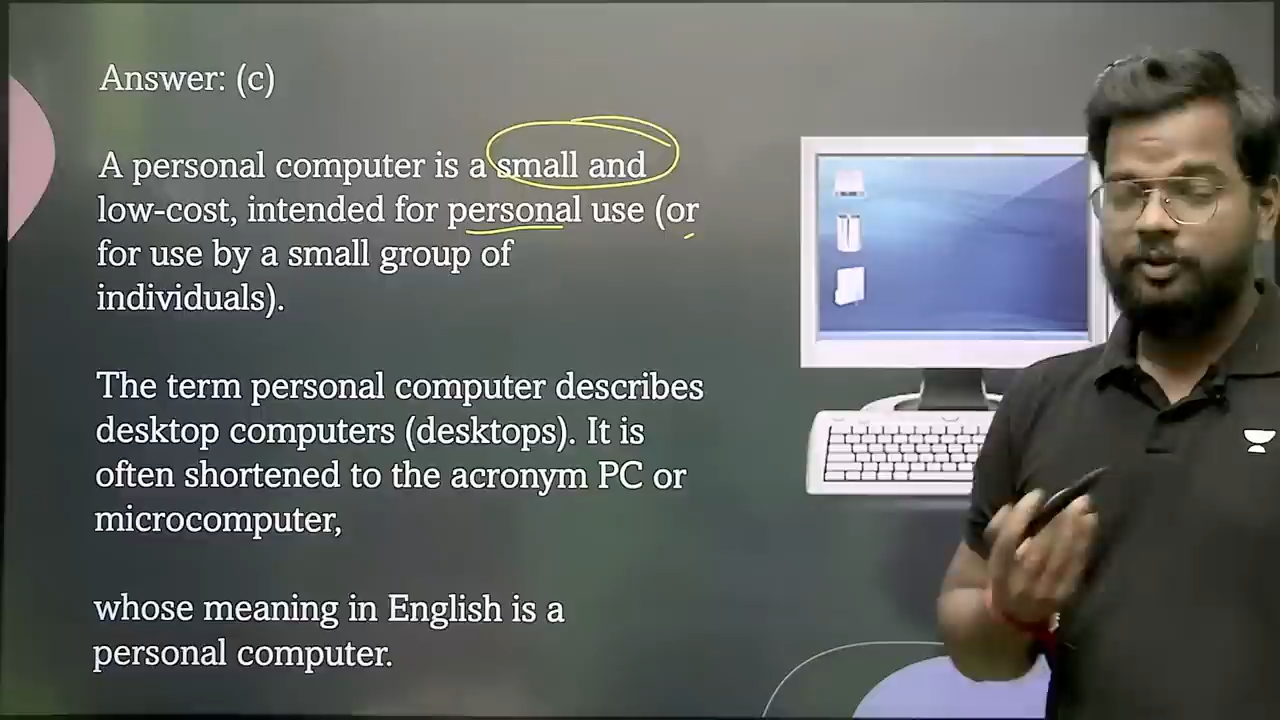 Answer: (c)
A personal computer is a small and
low-cost, intended for personal use (or
for use by a small group of
individuals).
The term personal computer describes
desktop computers (desktops). It is
often shortened to the acronym PC or
microcomputer,
whose meaning in English is a
personal computer.